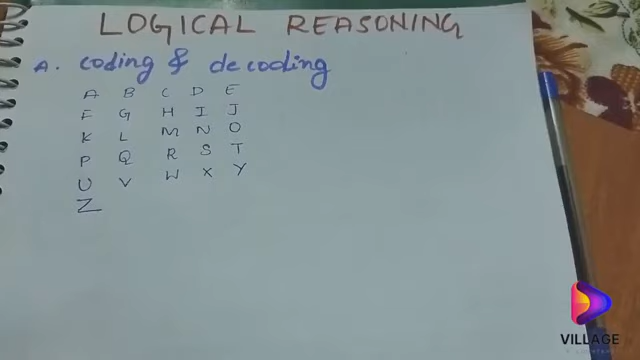 LOGICAL REASONING
A. coding & decoding
A B C D E
F G H I J
K L M N O
P Q R S T
U V W X Y
Z
VILLAGE